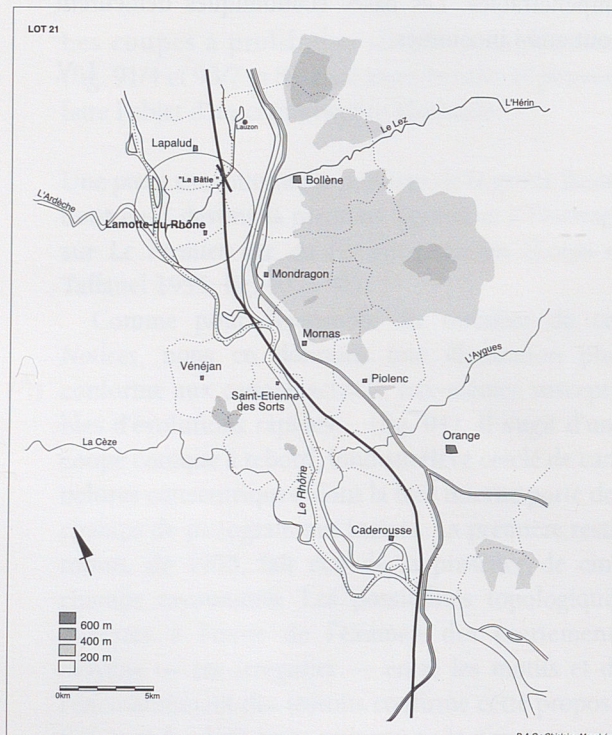 LOT 21
L'Hérin
Le Lez
Lauzon
Lapalud
"La Bâtie"
Bollène
L'Ardèche
Lamotte-du-Rhône
Mondragon
Mornas
L'Aygues
Vénéjan
Piolenc
Saint-Etienne
des Sorts
Orange
La Cèze
Le Rhône
Caderousse
600 m
400 m
200 m
0km 5km